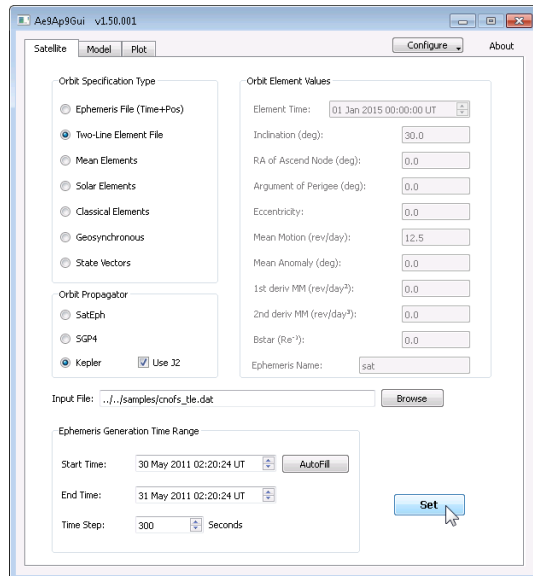 Ae9Ap9Gui v1.50.001
Satellite Model Plot Configure About
Orbit Specification Type
Ephemeris File (Time+Pos)
Two-Line Element File
Mean Elements
Solar Elements
Classical Elements
Geosynchronous
State Vectors
Orbit Propagator
SatEph
SGP4
Kepler Use J2
Orbit Element Values
Element Time: 01 Jan 2015 00:00:00 UT
Inclination (deg): 30.0
RA of Ascend Node (deg): 0.0
Argument of Perigee (deg): 0.0
Eccentricity: 0.0
Mean Motion (rev/day): 12.5
Mean Anomaly (deg): 0.0
1st deriv MM (rev/day²): 0.0
2nd deriv MM (rev/day³): 0.0
Bstar (Re⁻¹): 0.0
Ephemeris Name: sat
Input File: ../../samples/cnofs_tle.dat Browse
Ephemeris Generation Time Range
Start Time: 30 May 2011 02:20:24 UT AutoFill
End Time: 31 May 2011 02:20:24 UT
Time Step: 300 Seconds
Set